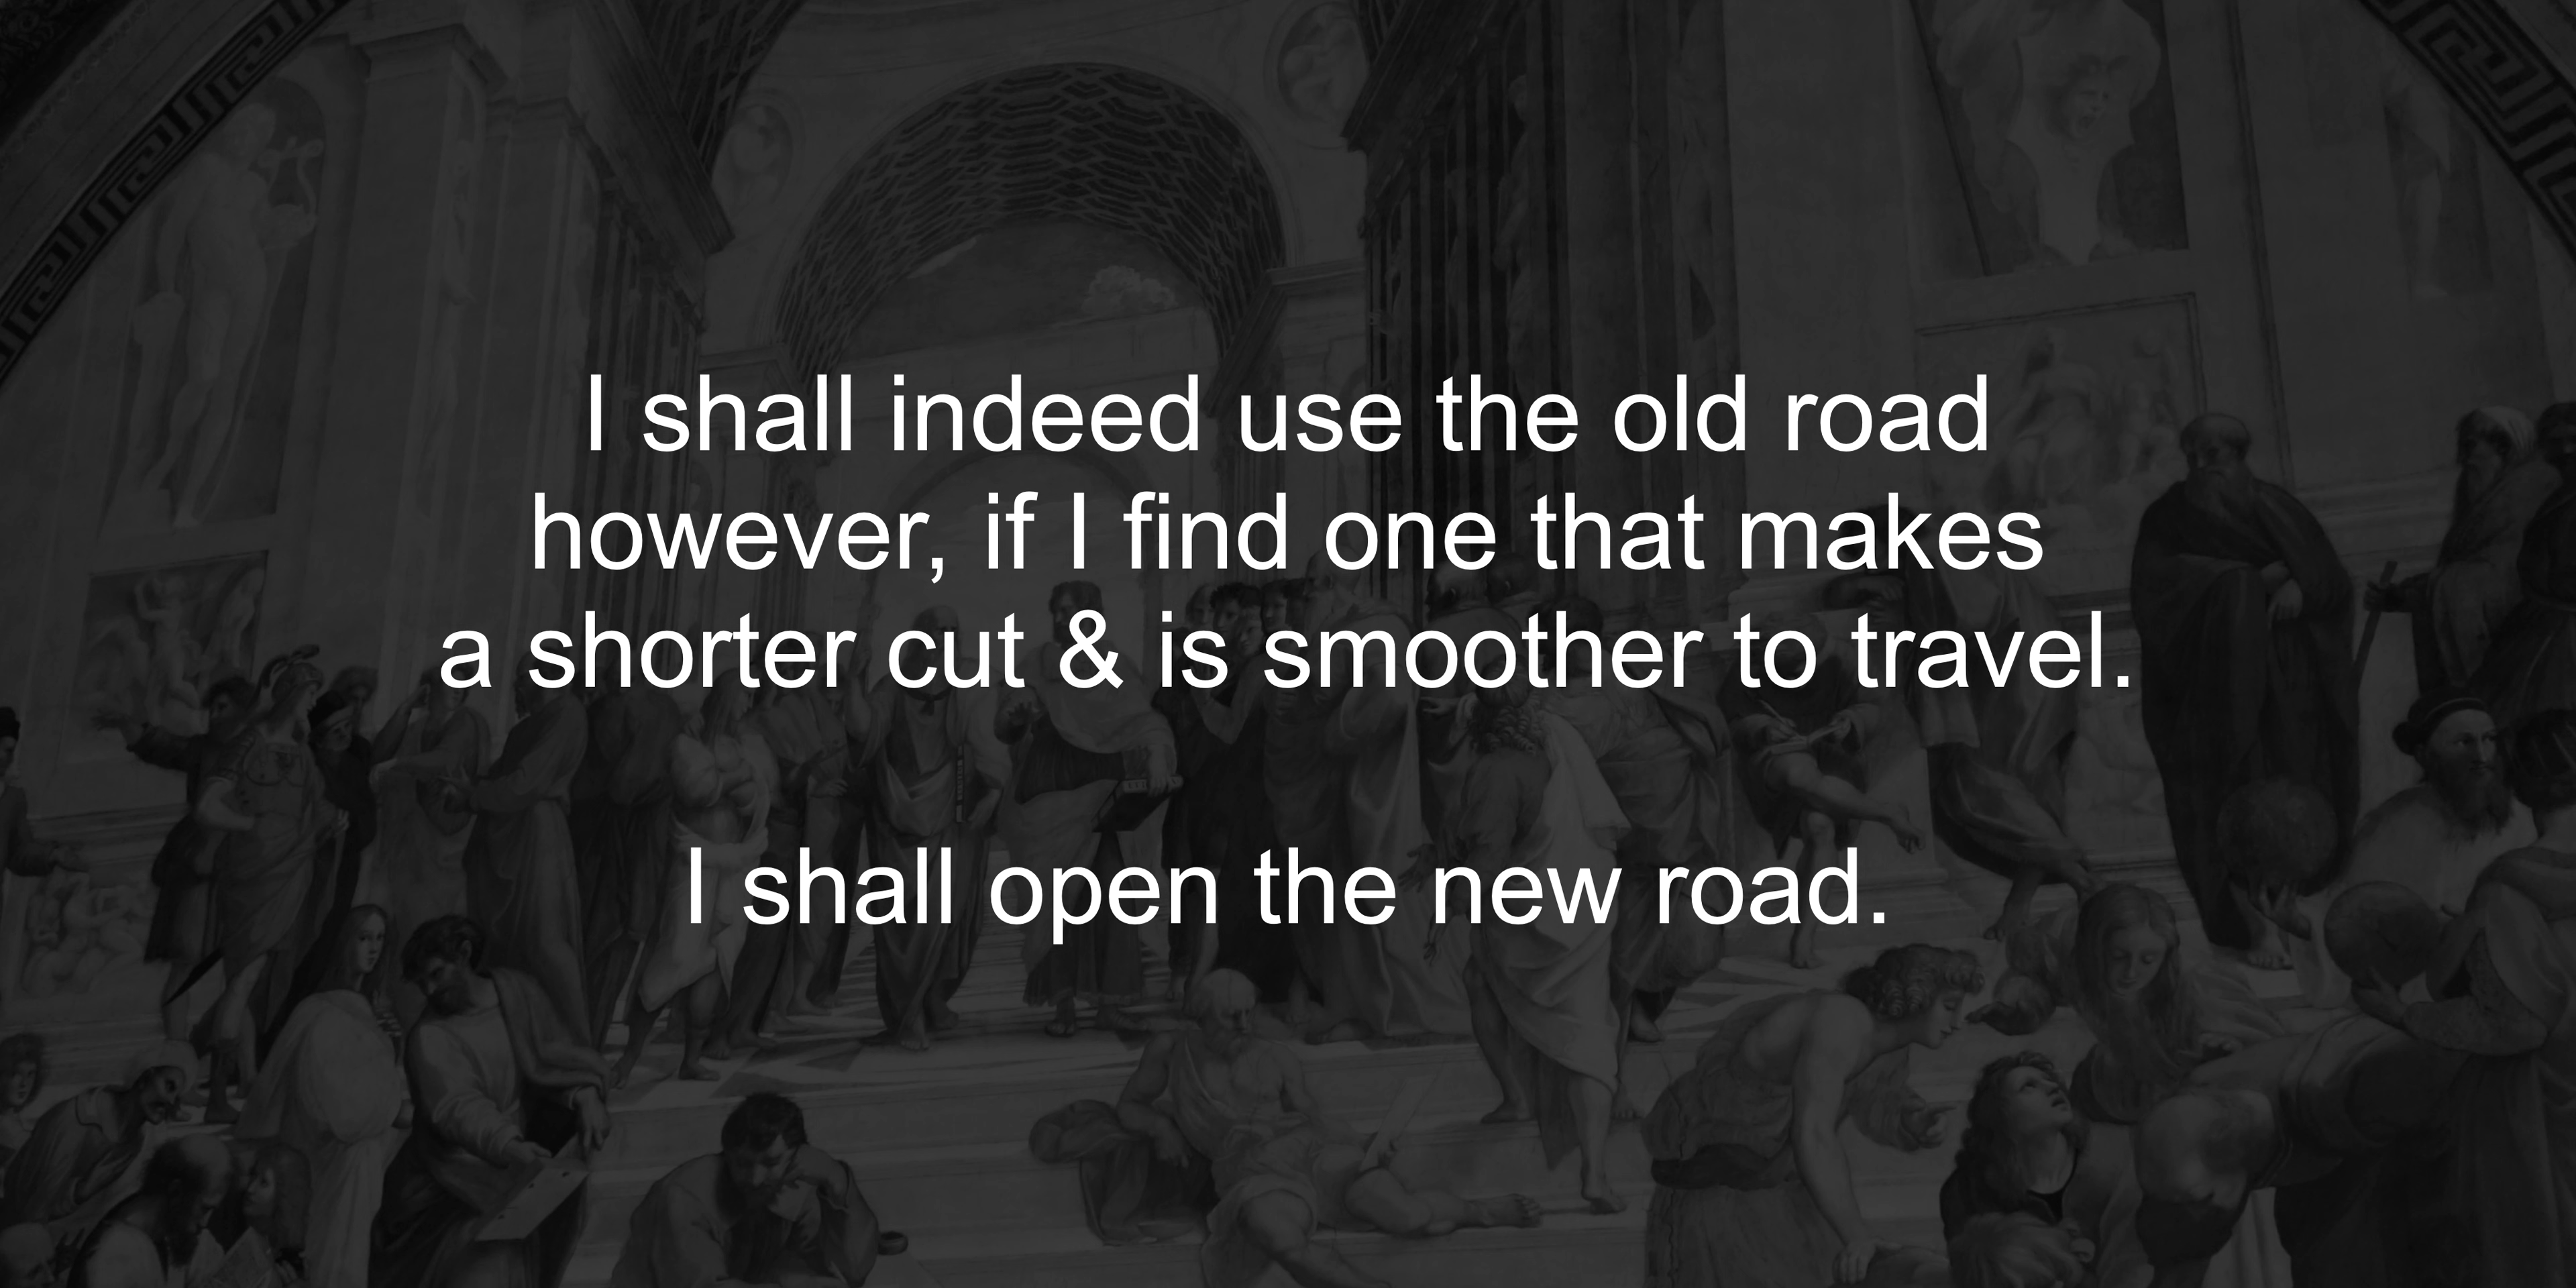 I shall indeed use the old road
however, if I find one that makes
a shorter cut & is smoother to travel.
I shall open the new road.